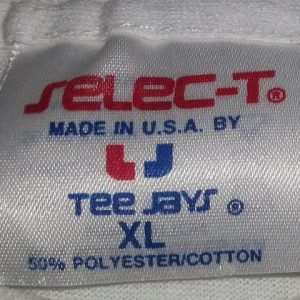 SELEC-T®
MADE IN U.S.A. BY
TEE JAYS ®
XL
50% POLYESTER/COTTON